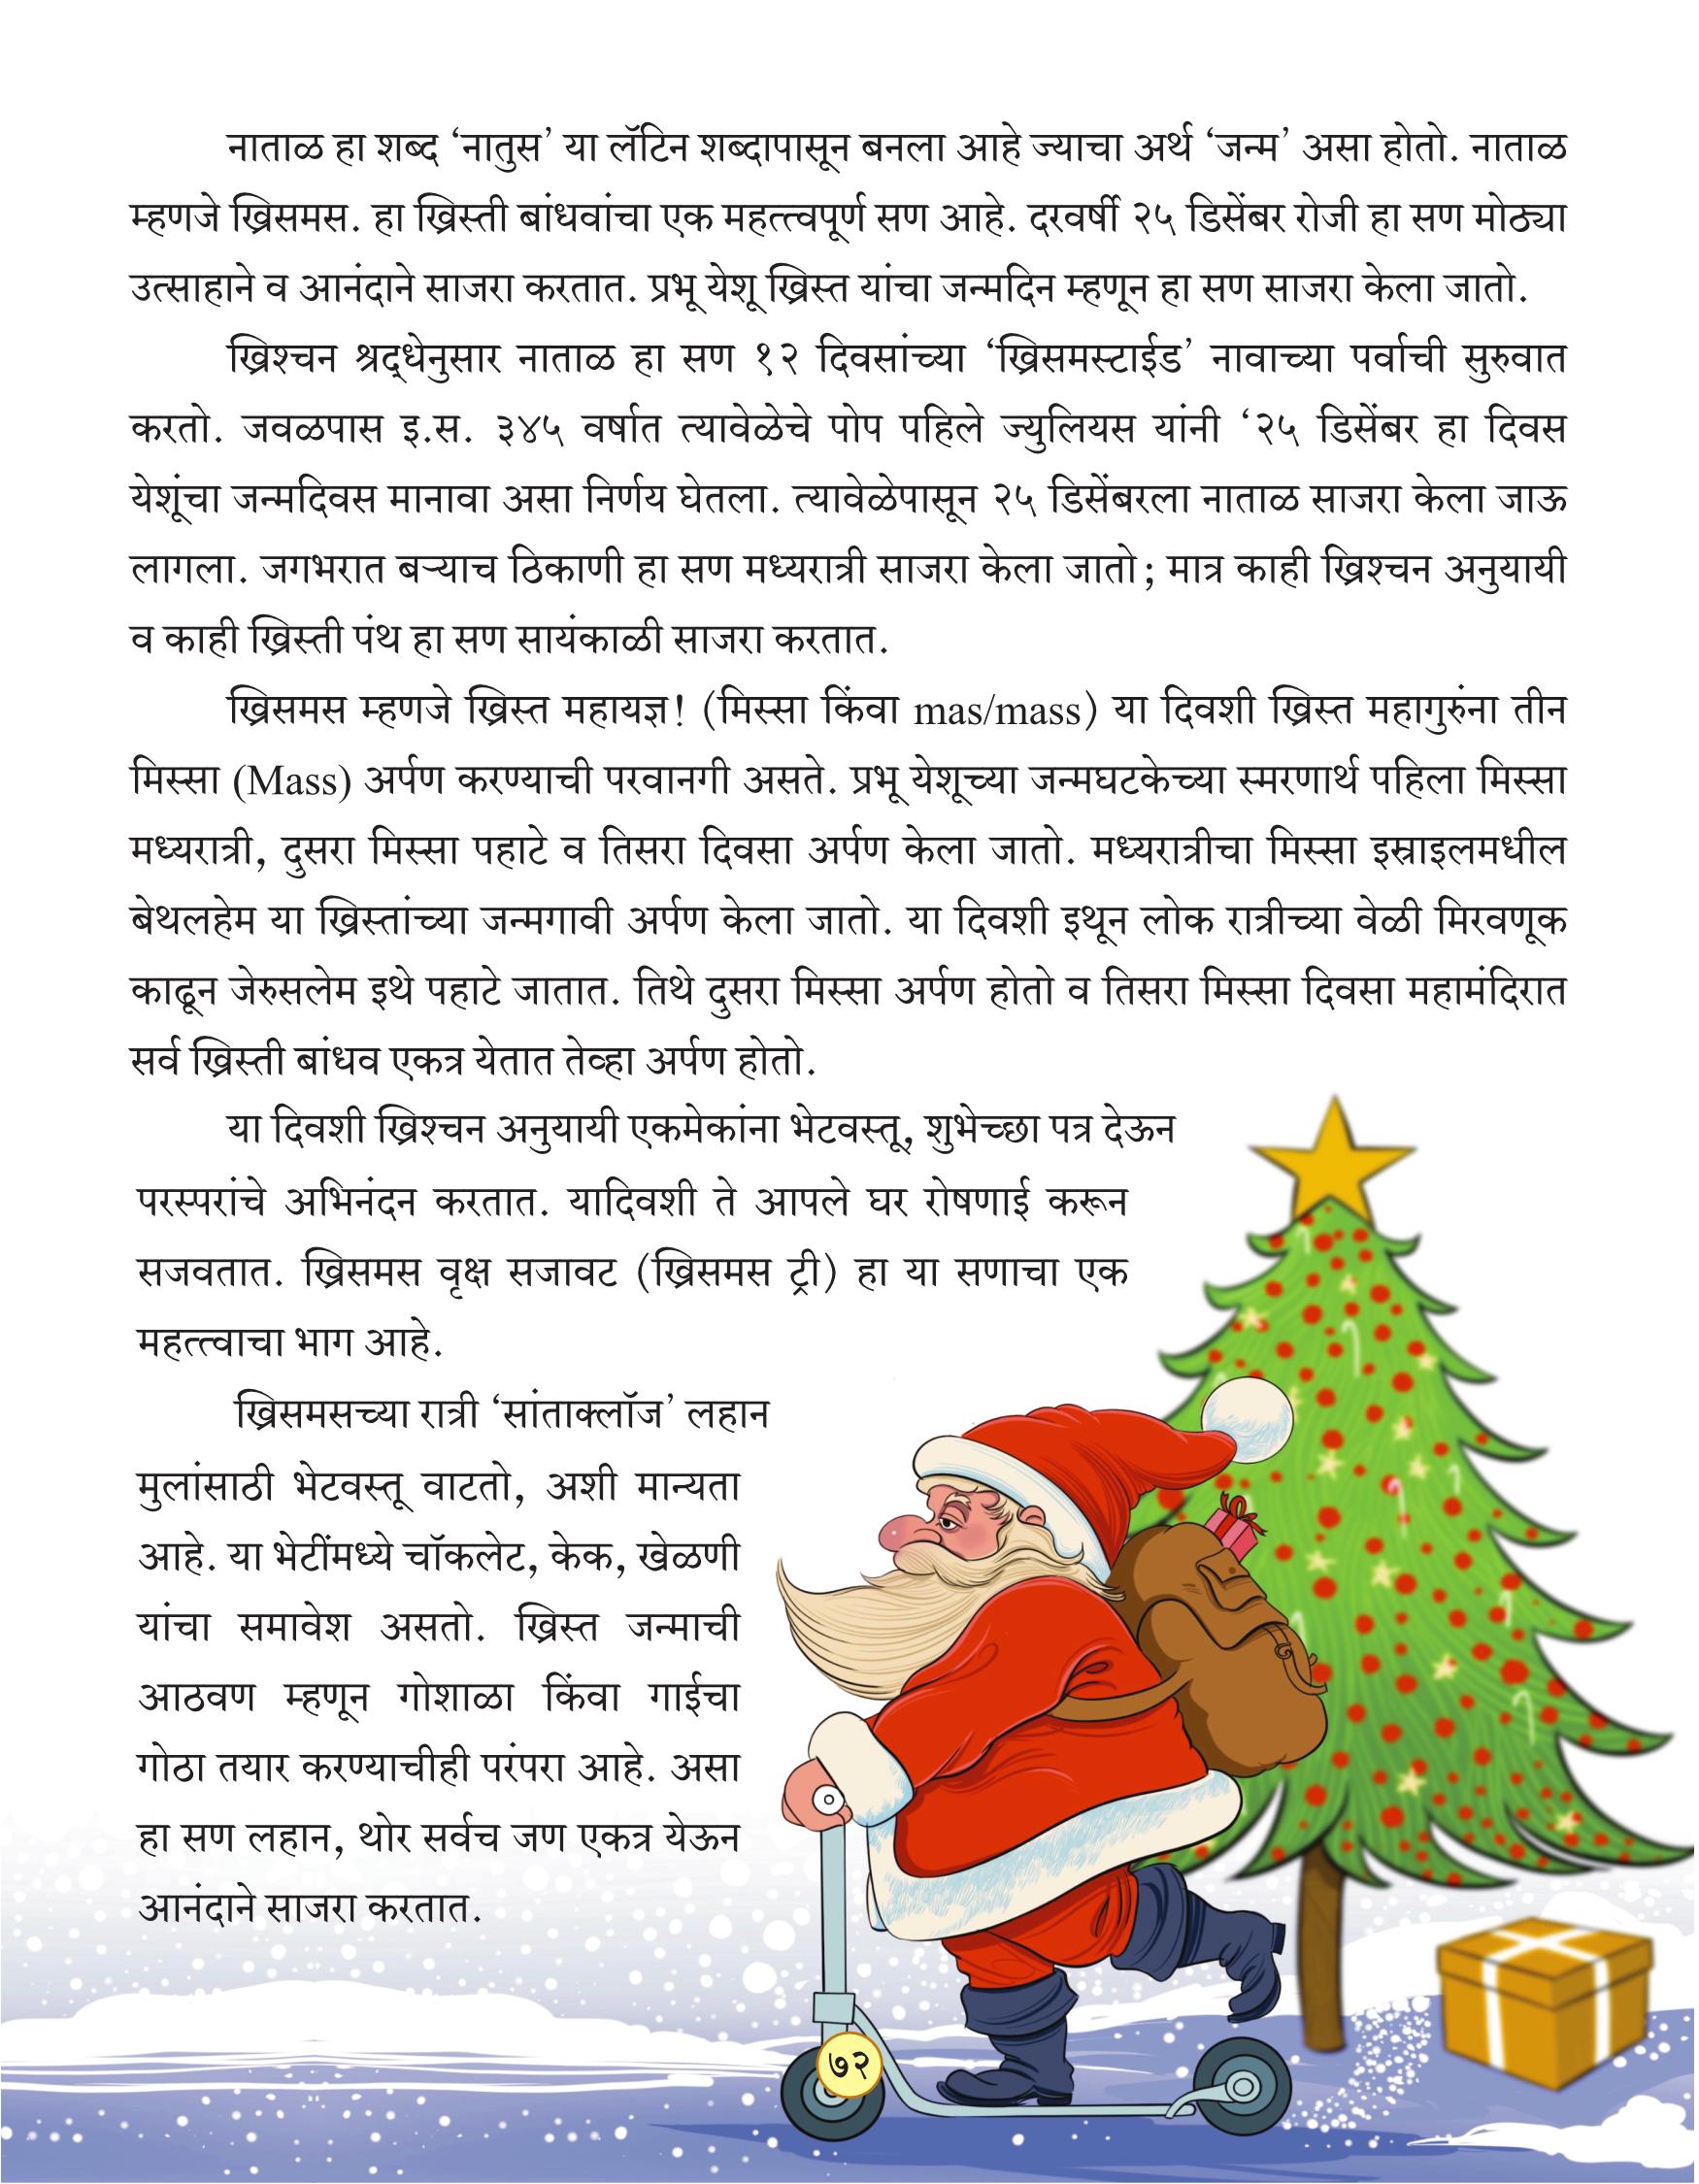 नाताळ हा शब्द ‘नातुस’ या लॅटिन शब्दापासून बनला आहे ज्याचा अर्थ ‘जन्म’ असा होतो. नाताळ
म्हणजे ख्रिसमस. हा ख्रिस्ती बांधवांचा एक महत्त्वपूर्ण सण आहे. दरवर्षी २५ डिसेंबर रोजी हा सण मोठ्या
उत्साहाने व आनंदाने साजरा करतात. प्रभू येशू ख्रिस्त यांचा जन्मदिन म्हणून हा सण साजरा केला जातो.
ख्रिश्चन श्रद्धेनुसार नाताळ हा सण १२ दिवसांच्या ‘ख्रिसमस्टाईड’ नावाच्या पर्वाची सुरुवात
करतो. जवळपास इ.स. ३४५ वर्षात त्यावेळेचे पोप पहिले ज्युलियस यांनी ‘२५ डिसेंबर हा दिवस
येशूंचा जन्मदिवस मानावा असा निर्णय घेतला. त्यावेळेपासून २५ डिसेंबरला नाताळ साजरा केला जाऊ
लागला. जगभरात बऱ्याच ठिकाणी हा सण मध्यरात्री साजरा केला जातो; मात्र काही ख्रिश्चन अनुयायी
व काही ख्रिस्ती पंथ हा सण सायंकाळी साजरा करतात.
ख्रिसमस म्हणजे ख्रिस्त महायज्ञ! (मिस्सा किंवा mas/mass) या दिवशी ख्रिस्त महागुरुंना तीन
मिस्सा (Mass) अर्पण करण्याची परवानगी असते. प्रभू येशूच्या जन्मघटकेच्या स्मरणार्थ पहिला मिस्सा
मध्यरात्री, दुसरा मिस्सा पहाटे व तिसरा दिवसा अर्पण केला जातो. मध्यरात्रीचा मिस्सा इस्राइलमधील
बेथलहेम या ख्रिस्तांच्या जन्मगावी अर्पण केला जातो. या दिवशी इथून लोक रात्रीच्या वेळी मिरवणूक
काढून जेरुसलेम इथे पहाटे जातात. तिथे दुसरा मिस्सा अर्पण होतो व तिसरा मिस्सा दिवसा महामंदिरात
सर्व ख्रिस्ती बांधव एकत्र येतात तेव्हा अर्पण होतो.
या दिवशी ख्रिश्चन अनुयायी एकमेकांना भेटवस्तू, शुभेच्छा पत्र देऊन
परस्परांचे अभिनंदन करतात. यादिवशी ते आपले घर रोषणाई करून
सजवतात. ख्रिसमस वृक्ष सजावट (ख्रिसमस ट्री) हा या सणाचा एक
महत्त्वाचा भाग आहे.
ख्रिसमसच्या रात्री ‘सांताक्लॉज’ लहान
मुलांसाठी भेटवस्तू वाटतो, अशी मान्यता
आहे. या भेटींमध्ये चॉकलेट, केक, खेळणी
यांचा समावेश असतो. ख्रिस्त जन्माची
आठवण म्हणून गोशाळा किंवा गाईचा
गोठा तयार करण्याचीही परंपरा आहे. असा
हा सण लहान, थोर सर्वच जण एकत्र येऊन
आनंदाने साजरा करतात.
७२